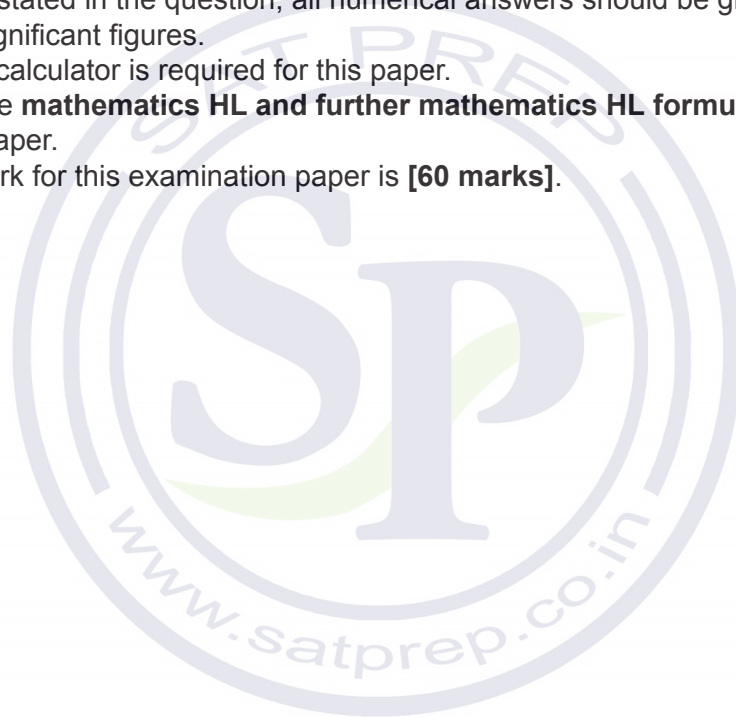 stated in the question, all numerical answers should be g
gnificant figures.
calculator is required for this paper.
e mathematics HL and further mathematics HL formu
aper.
rk for this examination paper is [60 marks].
SAT PREP
SP
www.satprep.co.in